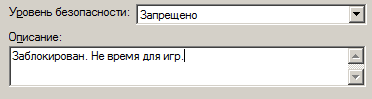 Уровень безопасности: Запрещено
Описание:
Заблокирован. Не время для игр.